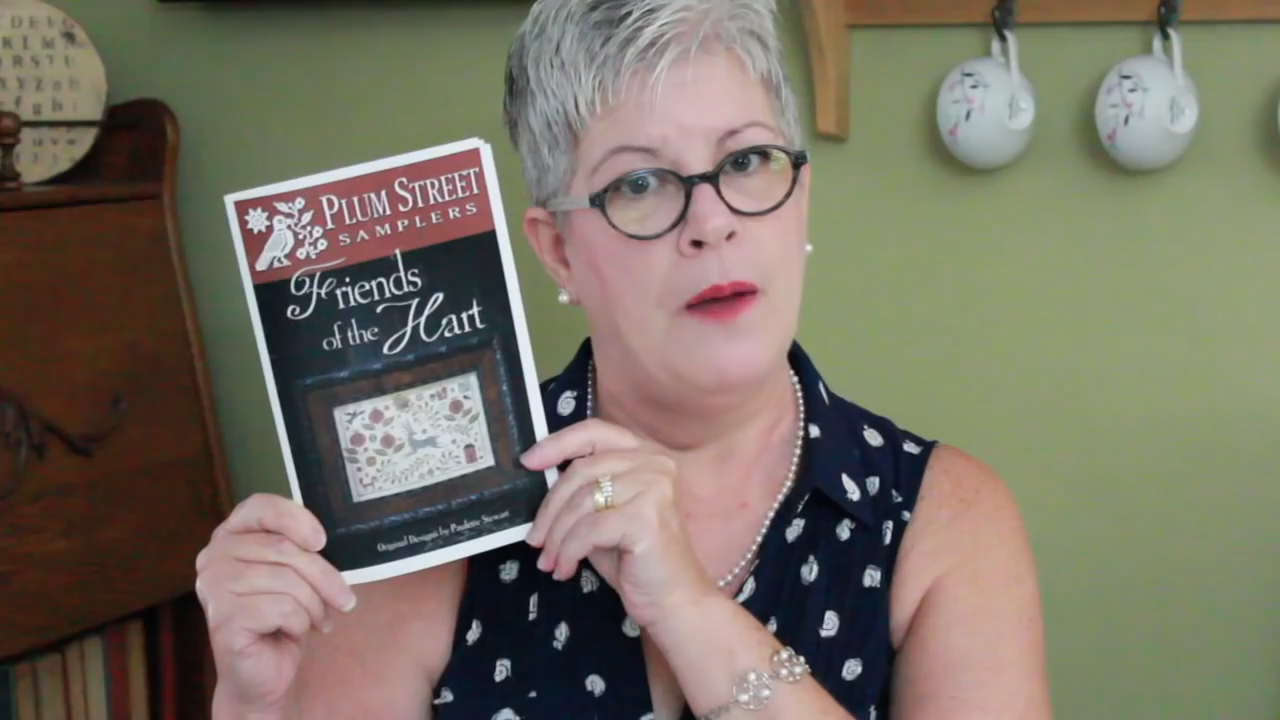 C D E F G
K L M
R S T U
X Y Z a b
f g h
PLUM STREET
SAMPLERS
Friends
of the Hart
Original Designs by Paulette Stewart